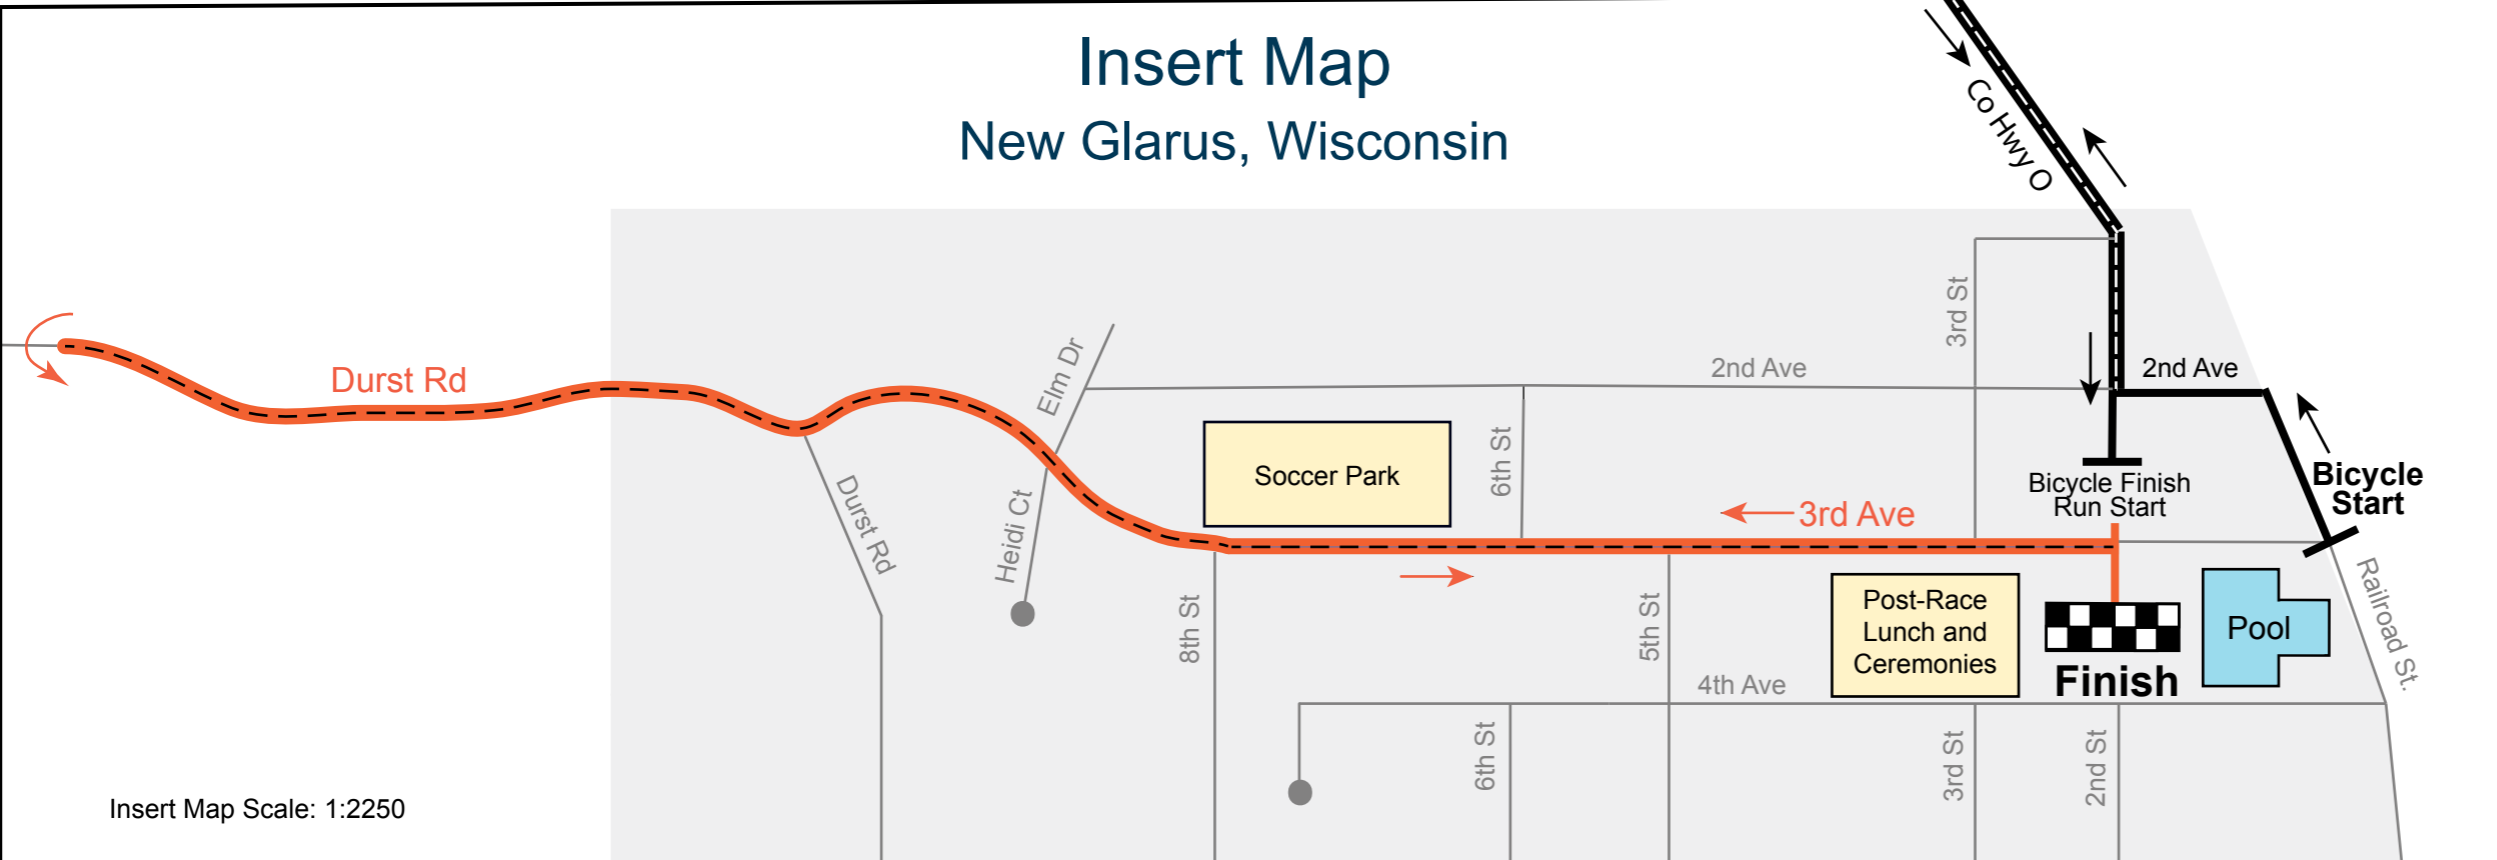 Insert Map
New Glarus, Wisconsin
Co Hwy O
3rd St
Elm Dr
2nd Ave
2nd Ave
Durst Rd
Soccer Park
6th St
Bicycle Finish
Run Start
Bicycle
Start
3rd Ave
Durst Rd
Heidi Ct
8th St
5th St
Post-Race
Lunch and
Ceremonies
Pool
Railroad St.
Finish
4th Ave
6th St
3rd St
2nd St
Insert Map Scale: 1:2250